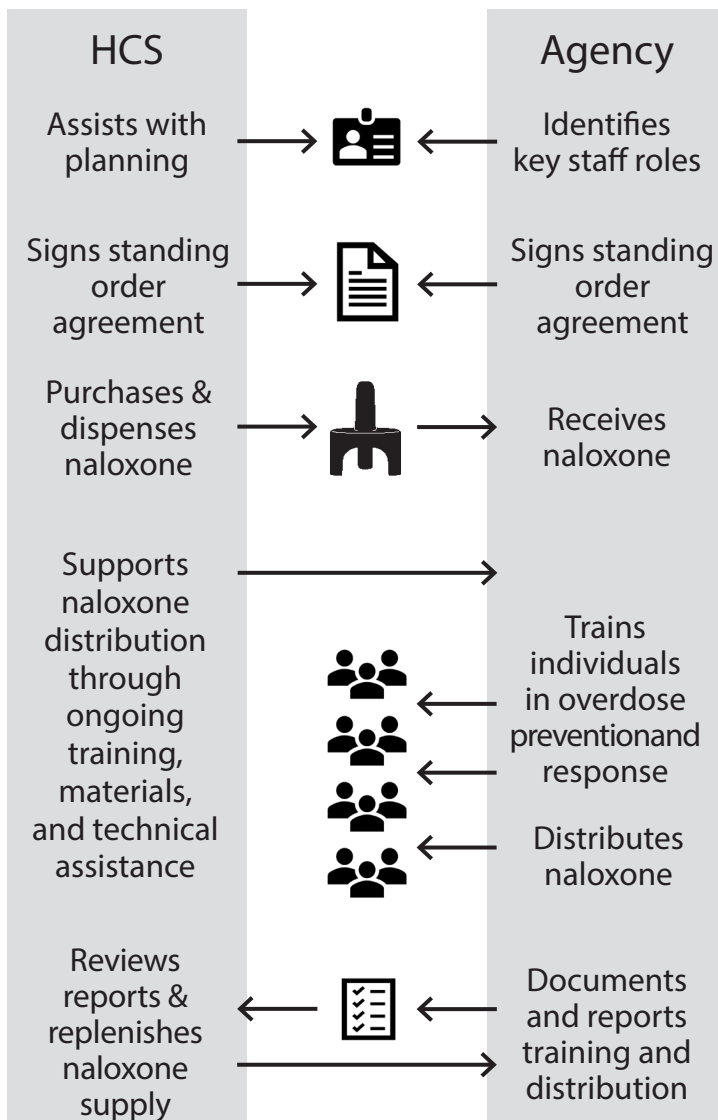 HCS
Agency
Assists with
planning
Identifies
key staff roles
Signs standing
order
agreement
Signs standing
order
agreement
Purchases &
dispenses
naloxone
Receives
naloxone
Supports
naloxone
distribution
through
ongoing
training,
materials,
and technical
assistance
Trains
individuals
in overdose
preventionand
response
Distributes
naloxone
Reviews
reports &
replenishes
naloxone
supply
Documents
and reports
training and
distribution